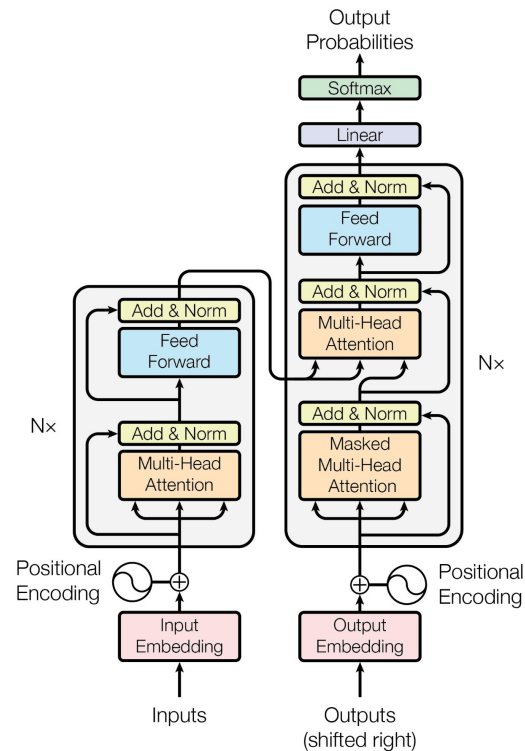 Output
Probabilities
Softmax
Linear
Add & Norm
Feed
Forward
Add & Norm
Multi-Head
Attention
Add & Norm
Masked
Multi-Head
Attention
N×
Add & Norm
Feed
Forward
Add & Norm
Multi-Head
Attention
N×
Positional
Encoding
Positional
Encoding
Input
Embedding
Output
Embedding
Inputs
Outputs
(shifted right)